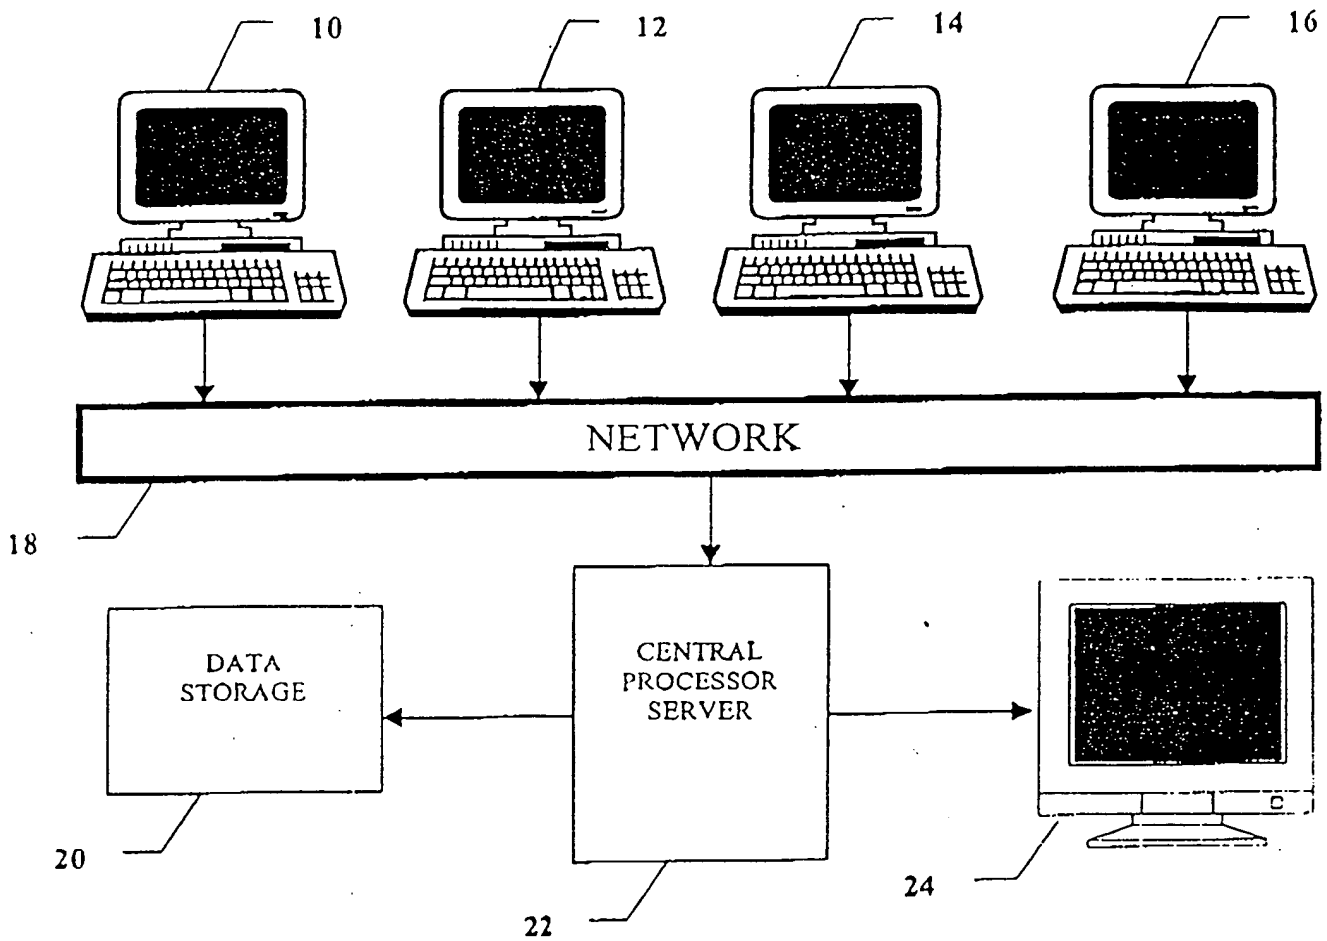 10
12
14
16
NETWORK
18
DATA
STORAGE
CENTRAL
PROCESSOR
SERVER
20
22
24